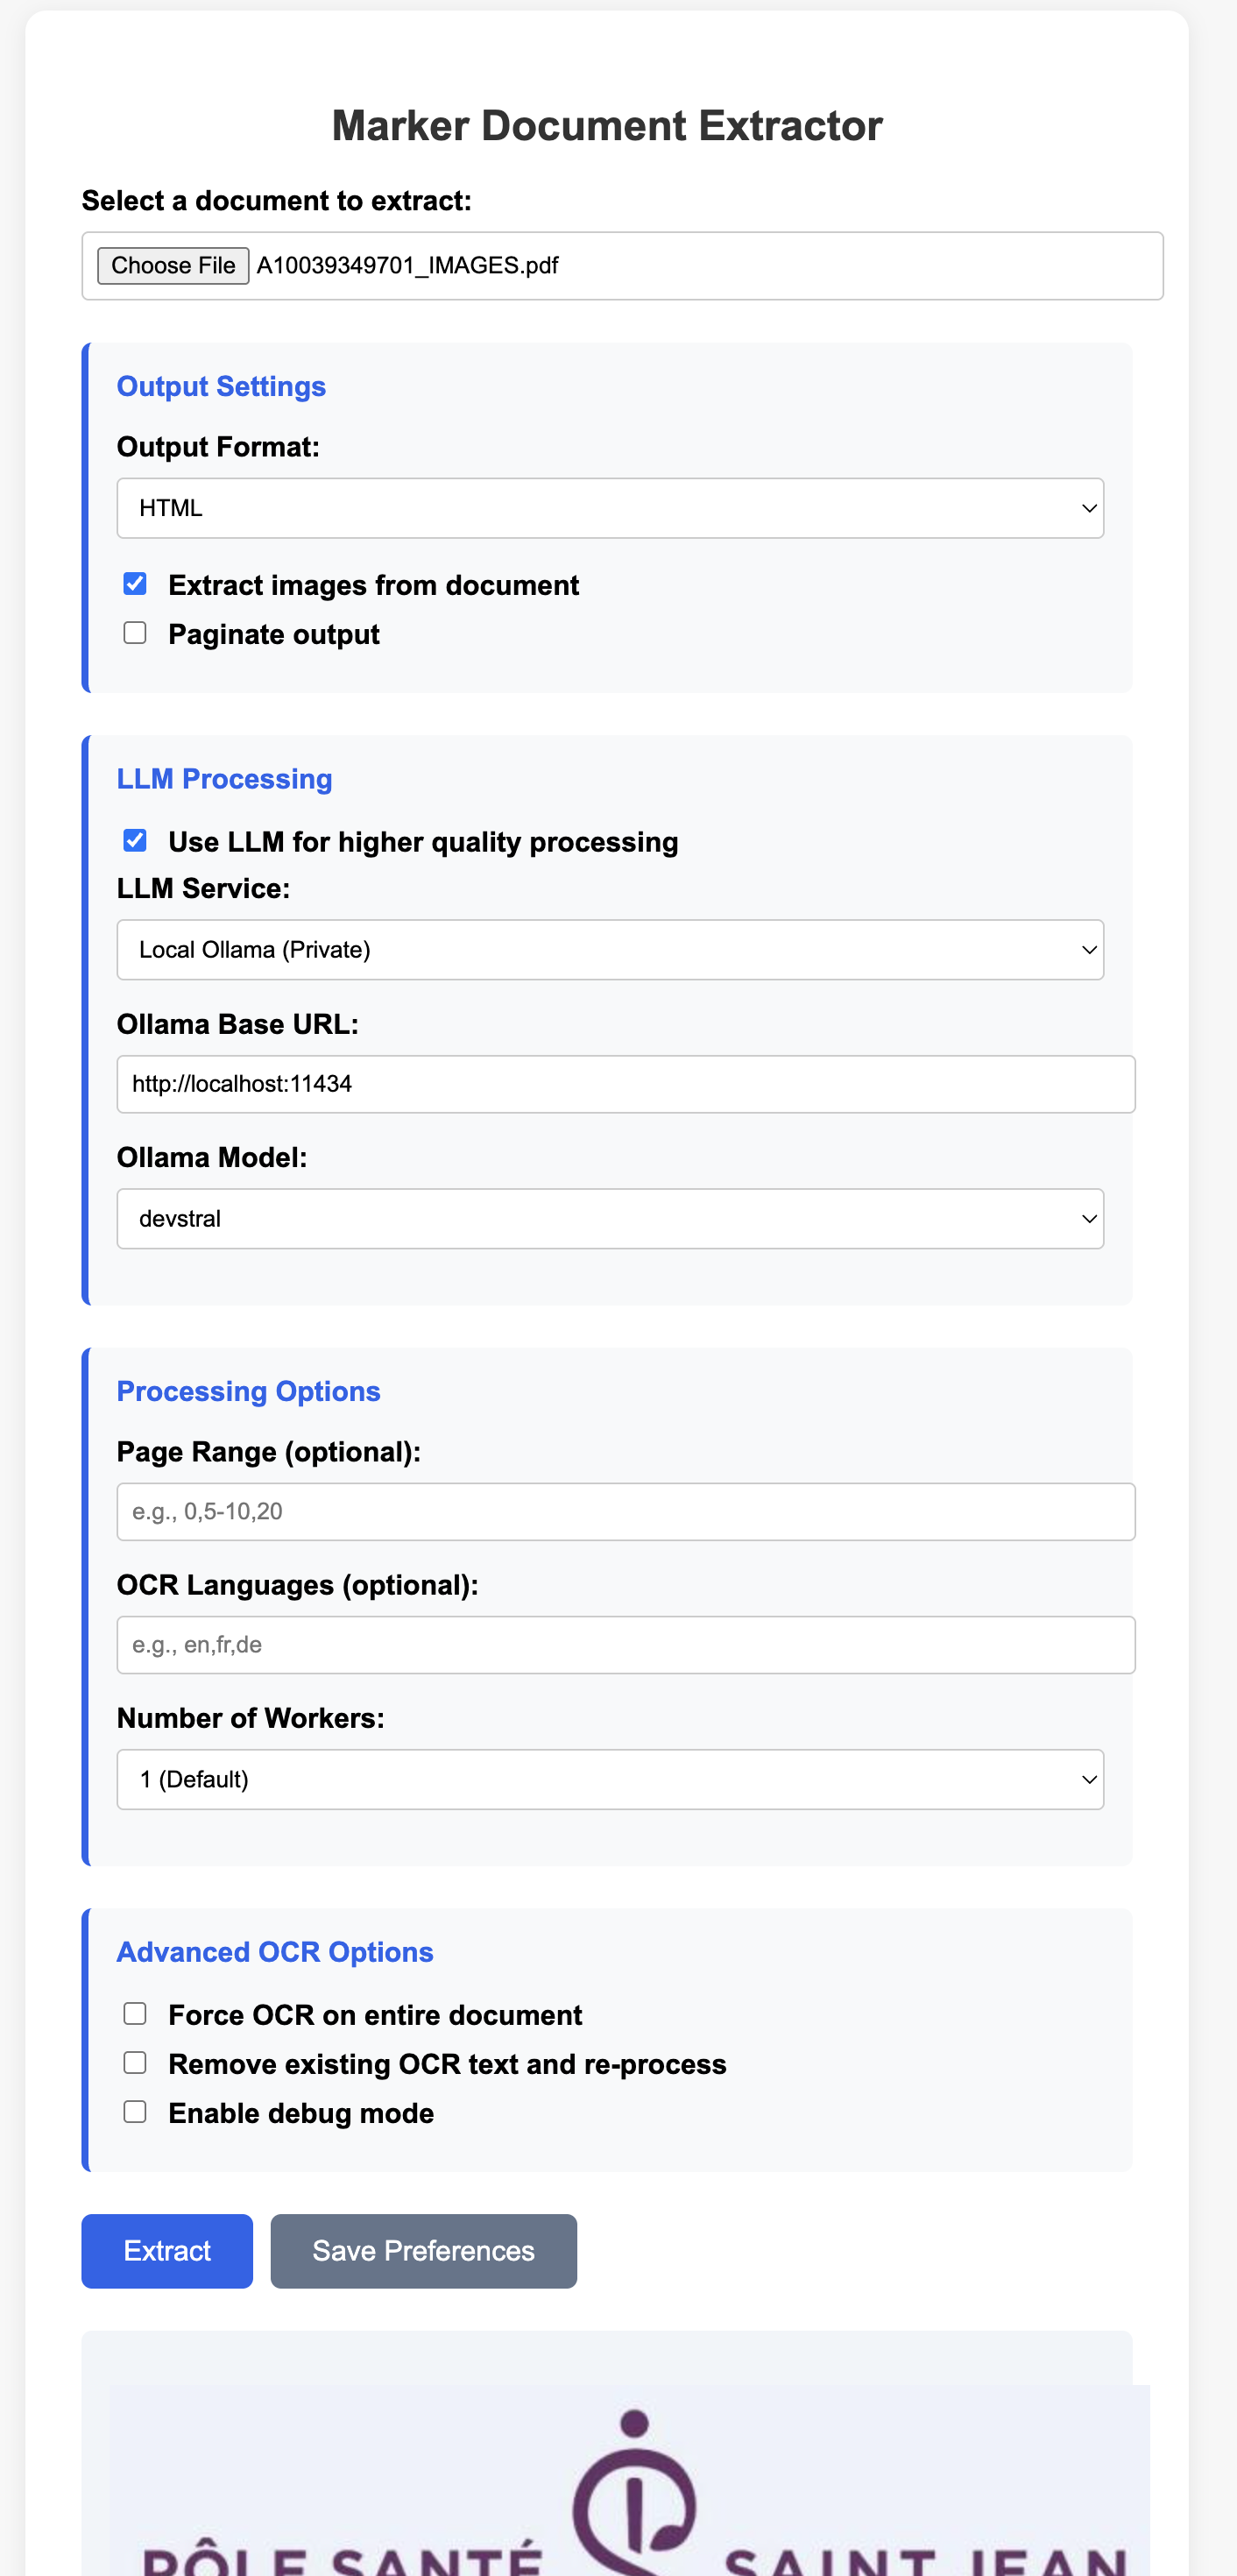 Marker Document Extractor
Select a document to extract:
Choose File A10039349701_IMAGES.pdf
Output Settings
Output Format:
HTML
Extract images from document
Paginate output
LLM Processing
Use LLM for higher quality processing
LLM Service:
Local Ollama (Private)
Ollama Base URL:
http://localhost:11434
Ollama Model:
devstral
Processing Options
Page Range (optional):
e.g., 0,5-10,20
OCR Languages (optional):
e.g., en,fr,de
Number of Workers:
1 (Default)
Advanced OCR Options
Force OCR on entire document
Remove existing OCR text and re-process
Enable debug mode
Extract Save Preferences
PÔLE SANTÉ SAINT JEAN